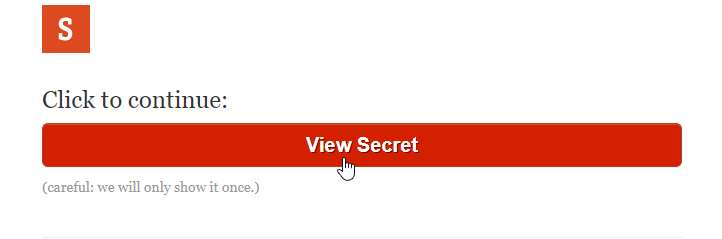 S
Click to continue:
View Secret
(careful: we will only show it once.)